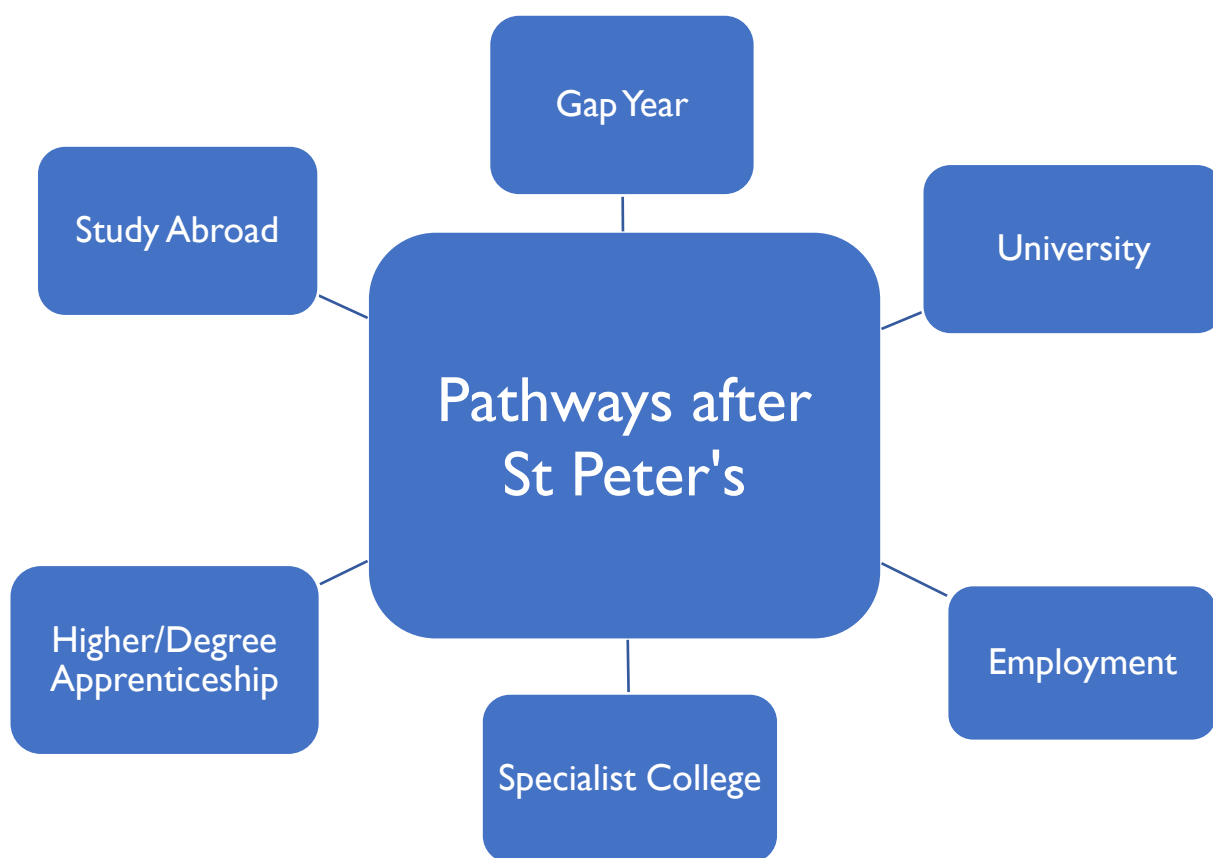 Gap Year
Study Abroad
University
Pathways after
St Peter's
Higher/Degree
Apprenticeship
Employment
Specialist College